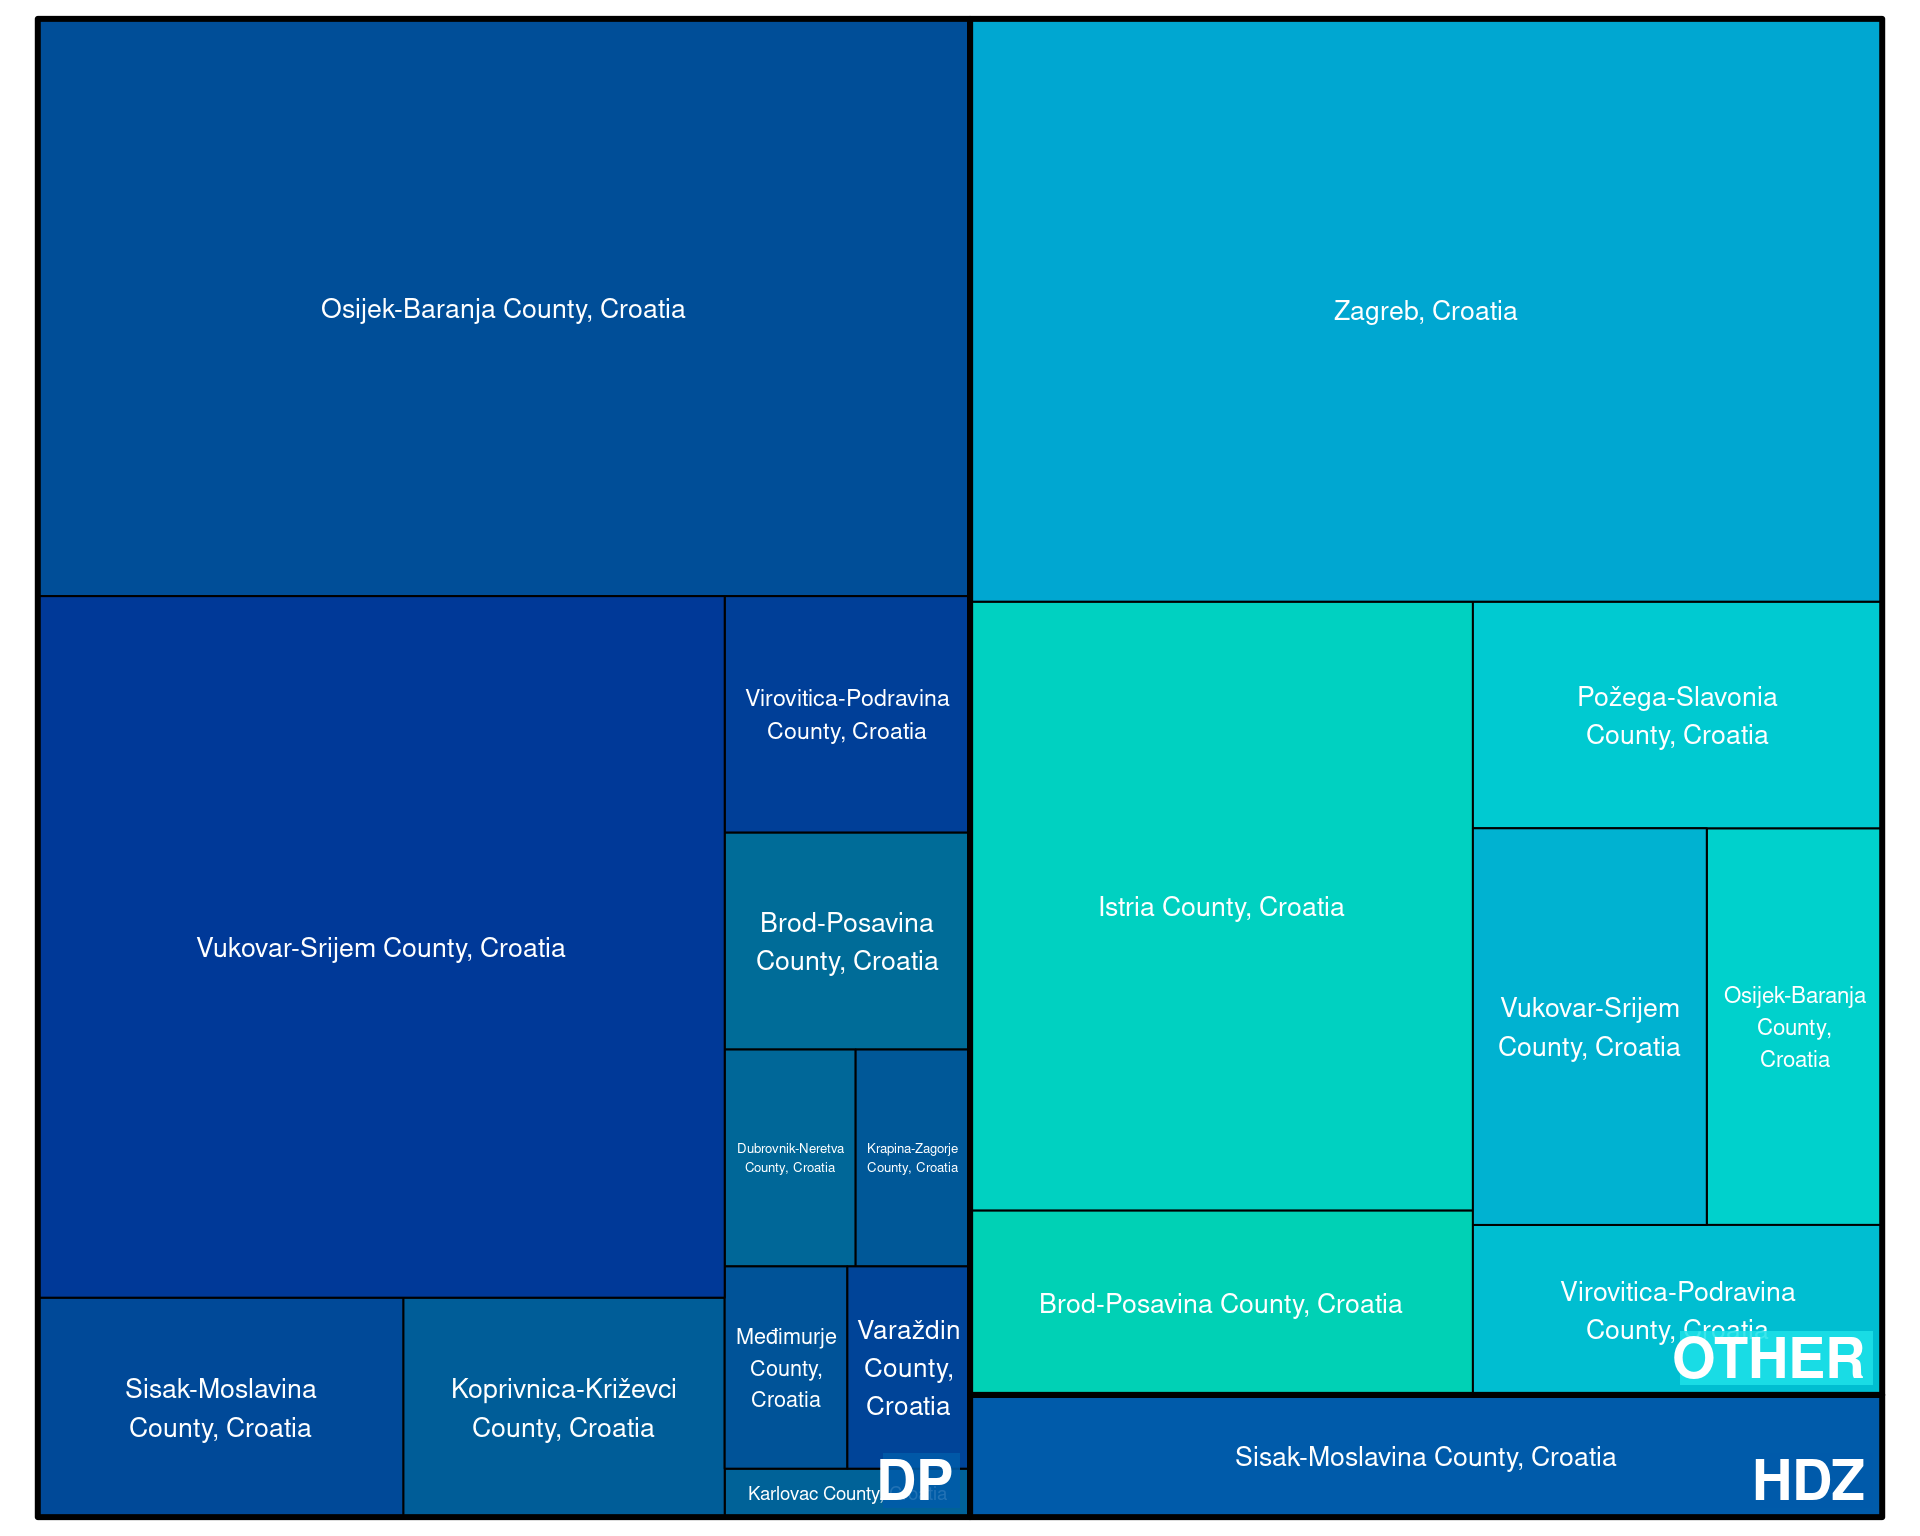 Osijek-Baranja County, Croatia
Vukovar-Srijem County, Croatia
Virovitica-Podravina
County, Croatia
Brod-Posavina
County, Croatia
Dubrovnik-Neretva
County, Croatia
Krapina-Zagorje
County, Croatia
Sisak-Moslavina
County, Croatia
Koprivnica-Križevci
County, Croatia
Međimurje
County,
Croatia
Varaždin
County,
Croatia
Karlovac County, Croatia
DP
Zagreb, Croatia
Istria County, Croatia
Požega-Slavonia
County, Croatia
Vukovar-Srijem
County, Croatia
Osijek-Baranja
County,
Croatia
Brod-Posavina County, Croatia
Virovitica-Podravina
County, Croatia
OTHER
Sisak-Moslavina County, Croatia
HDZ